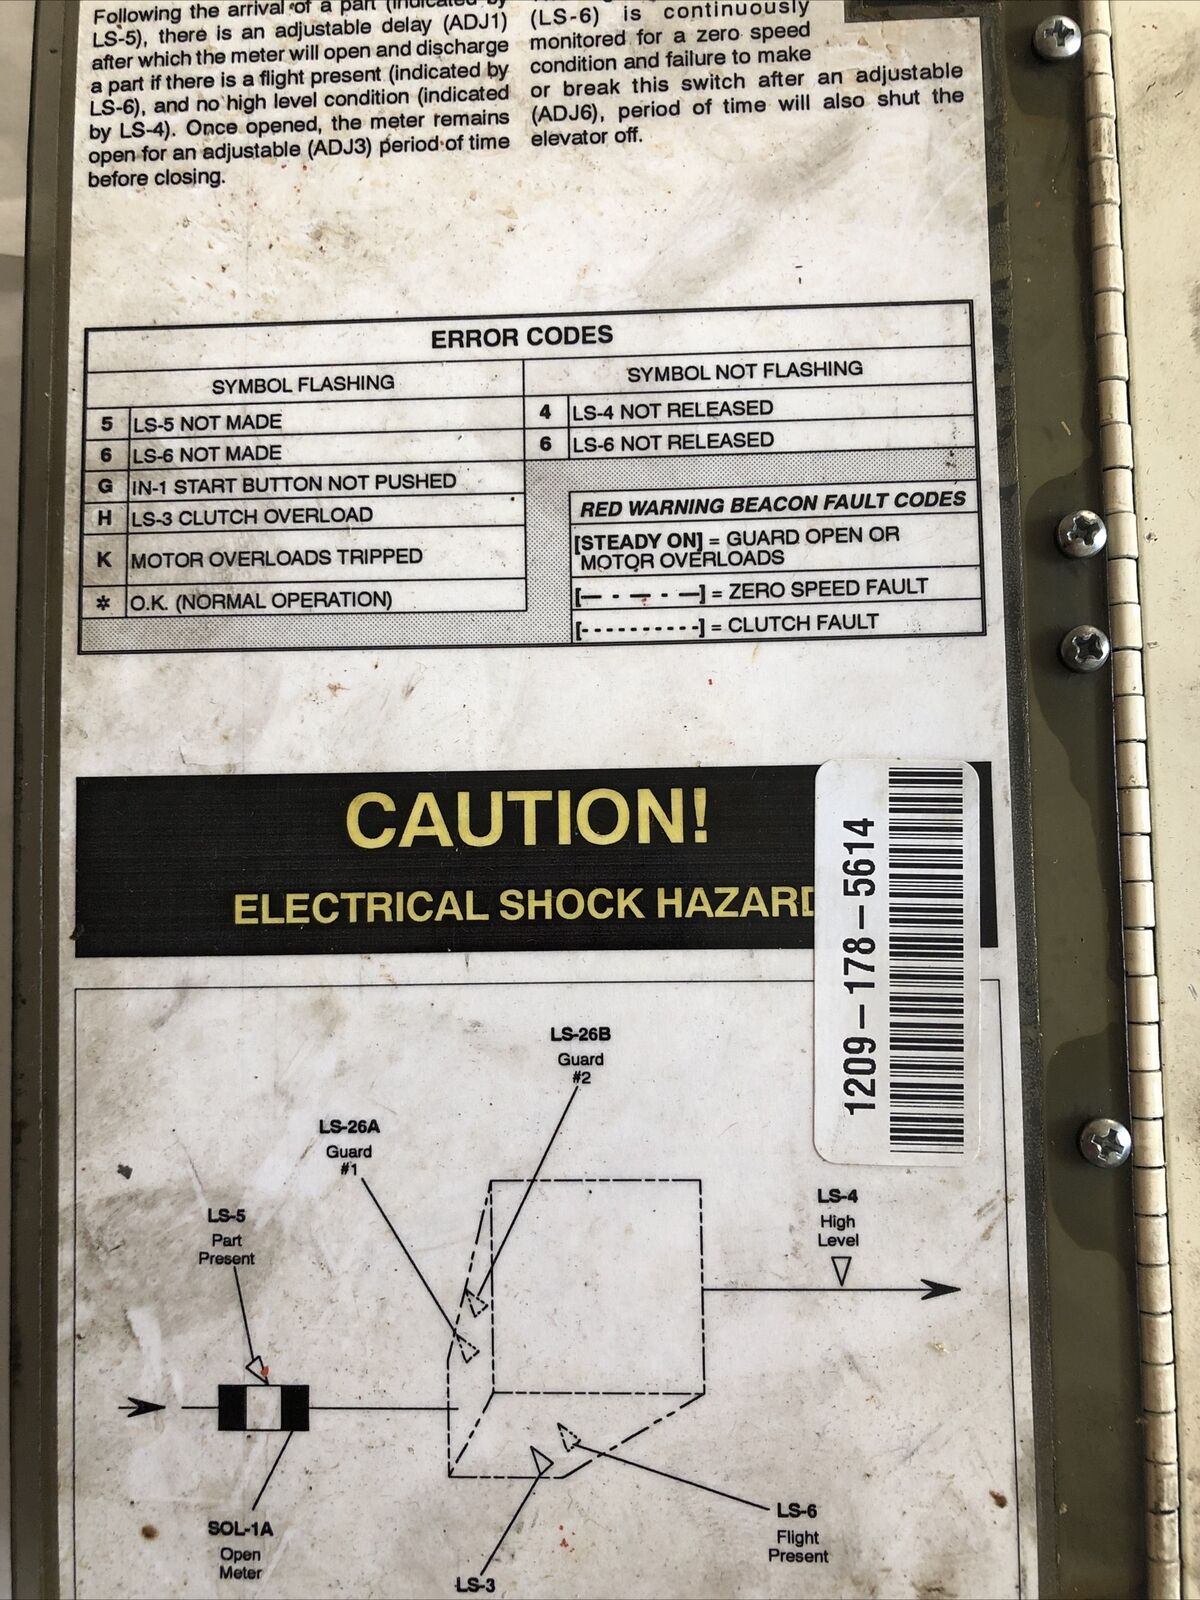 Following the arrival of a part (indicated by
LS-5), there is an adjustable delay (ADJ1)
after which the meter will open and discharge
a part if there is a flight present (indicated by
LS-6), and no high level condition (indicated
by LS-4). Once opened, the meter remains
open for an adjustable (ADJ3) period of time
before closing.
(LS-6) is continuously
monitored for a zero speed
condition and failure to make
or break this switch after an adjustable
(ADJ6), period of time will also shut the
elevator off.
ERROR CODES
SYMBOL FLASHING
5 LS-5 NOT MADE
6 LS-6 NOT MADE
G IN-1 START BUTTON NOT PUSHED
H LS-3 CLUTCH OVERLOAD
K MOTOR OVERLOADS TRIPPED
* O.K. (NORMAL OPERATION)
SYMBOL NOT FLASHING
4 LS-4 NOT RELEASED
6 LS-6 NOT RELEASED
RED WARNING BEACON FAULT CODES
[STEADY ON] = GUARD OPEN OR
MOTOR OVERLOADS
[— - — - —] = ZERO SPEED FAULT
[----------] = CLUTCH FAULT
CAUTION!
ELECTRICAL SHOCK HAZARD
1209-178-5614
LS-26B
Guard
#2
LS-26A
Guard
#1
LS-5
Part
Present
LS-4
High
Level
SOL-1A
Open
Meter
LS-6
Flight
Present
LS-3